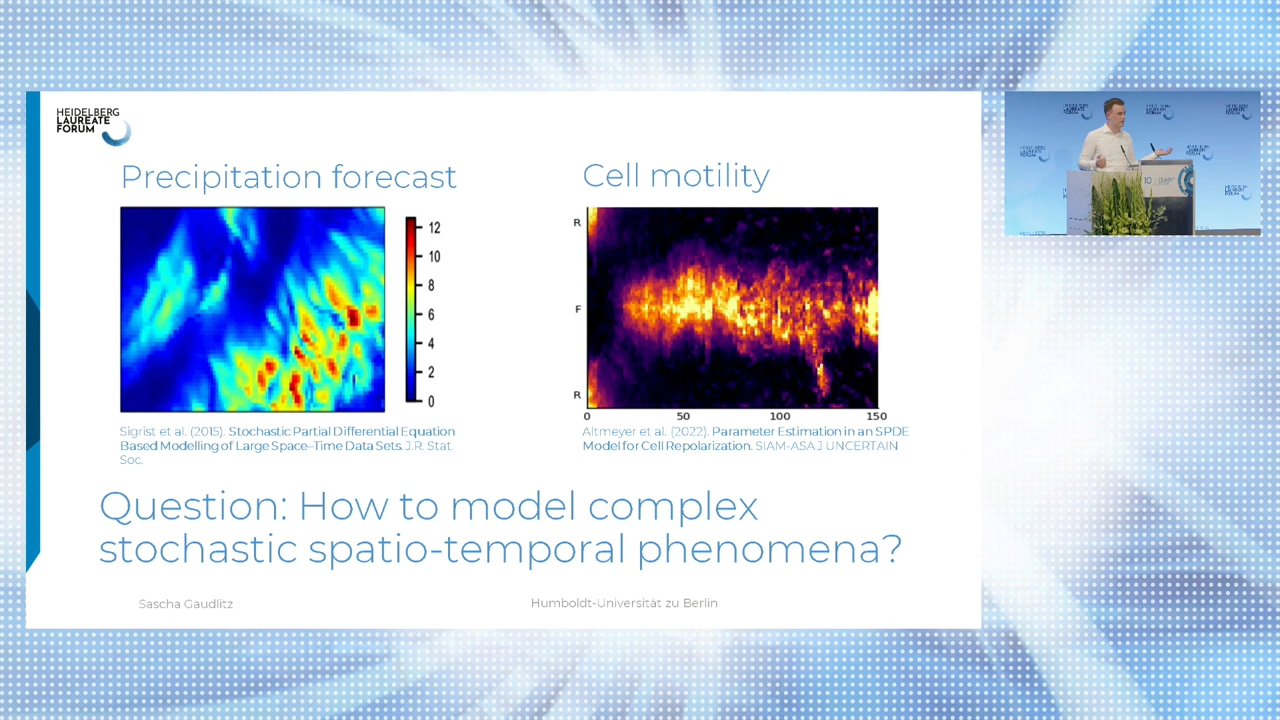 HEIDELBERG
LAUREATE
FORUM
Precipitation forecast
Cell motility
12
10
8
6
4
2
0
R
F
R
0 50 100 150
Sigrist et al. (2015). Stochastic Partial Differential Equation
Based Modelling of Large Space–Time Data Sets. J.R. Stat.
Soc.
Altmeyer et al. (2022). Parameter Estimation in an SPDE
Model for Cell Repolarization. SIAM-ASA J UNCERTAIN
Question: How to model complex
stochastic spatio-temporal phenomena?
Sascha Gaudlitz
Humboldt-Universität zu Berlin